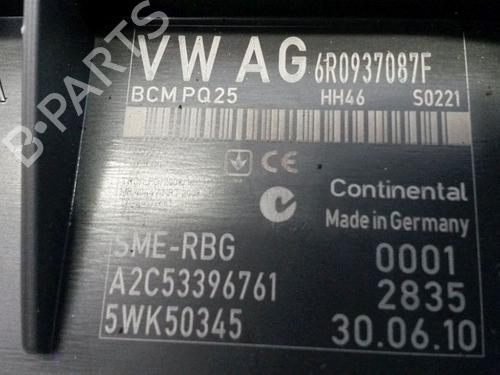 VW AG 6R0937087F
BCM PQ25 HH46 S0221
CE
Continental
Made in Germany
SME-RBG 0001
A2C53396761 2835
5WK50345 30.06.10
B-PARTS